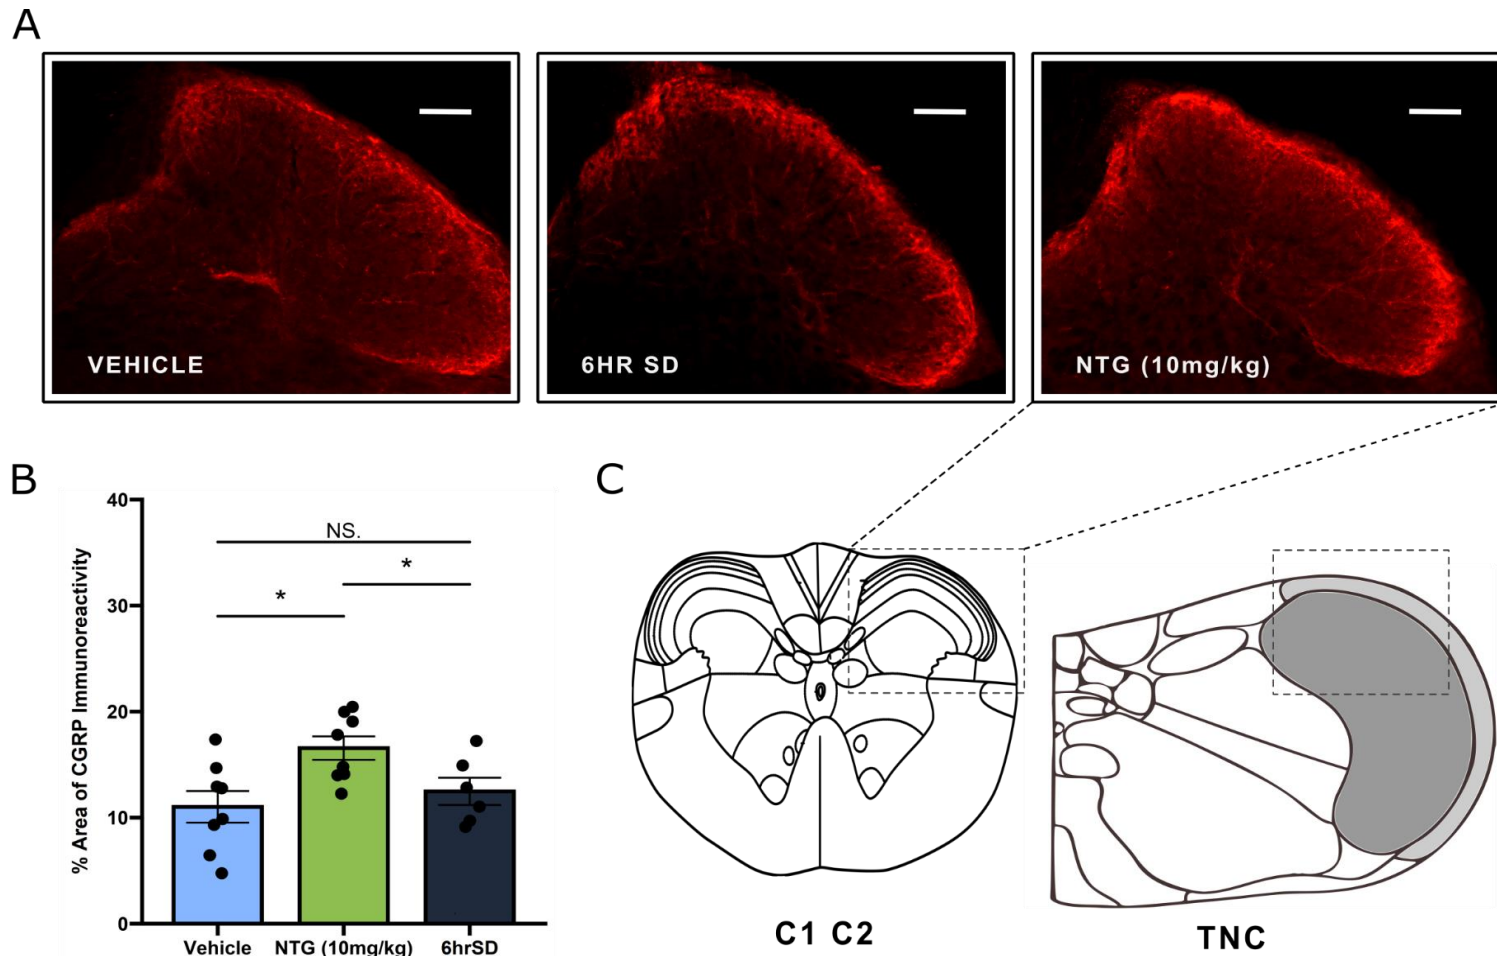 A
VEHICLE
6HR SD
NTG (10mg/kg)
B
% Area of CGRP Immunoreactivity
40
30
20
10
0
NS.
*
*
Vehicle
NTG (10mg/kg)
6hrSD
C
C1 C2
TNC